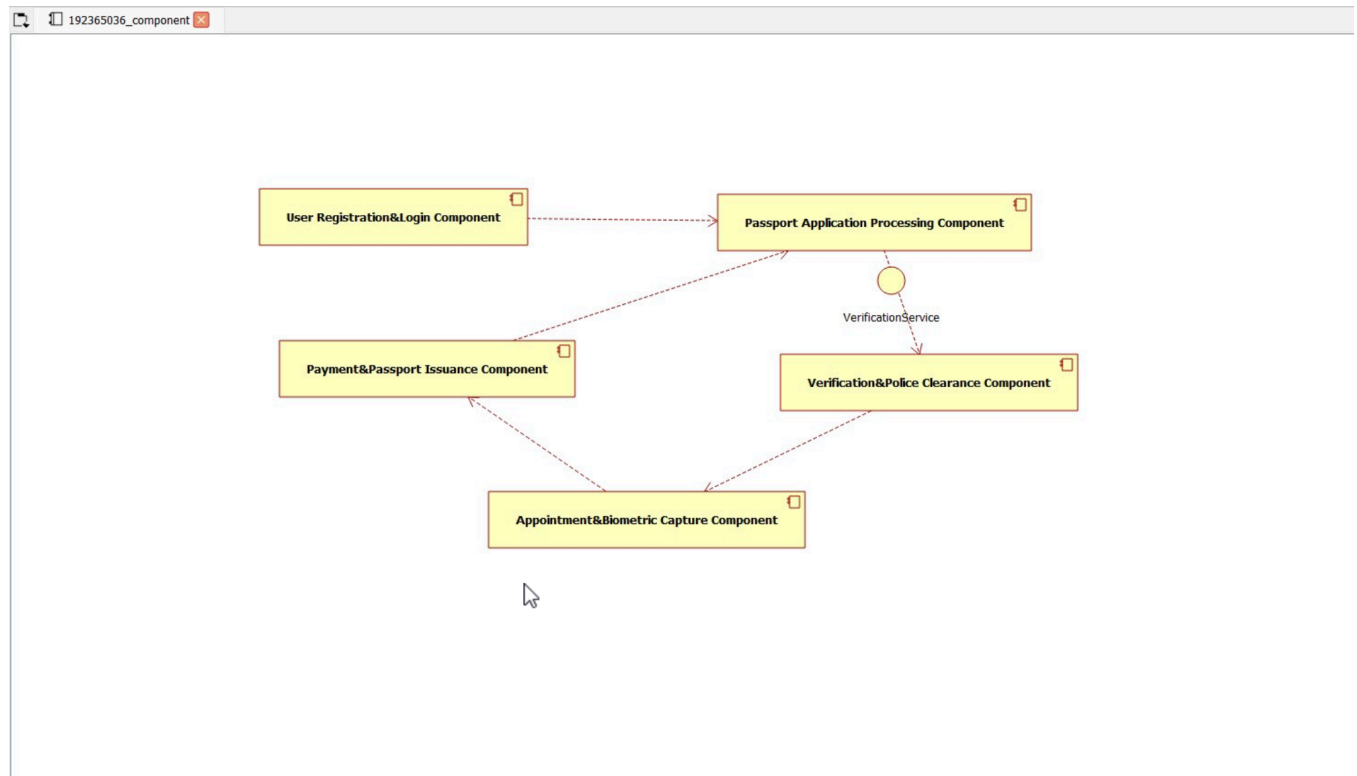 192365036_component
User Registration&Login Component
Passport Application Processing Component
VerificationService
Payment&Passport Issuance Component
Verification&Police Clearance Component
Appointment&Biometric Capture Component